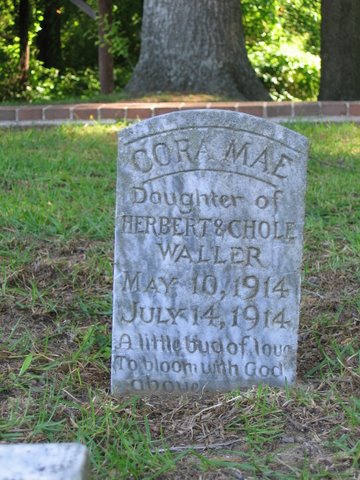 CORA MAE
Daughter of
HERBERT & CHOLE
WALLER
MAY 10, 1914
JULY 14, 1914
A little bud of love
To bloom with God
above